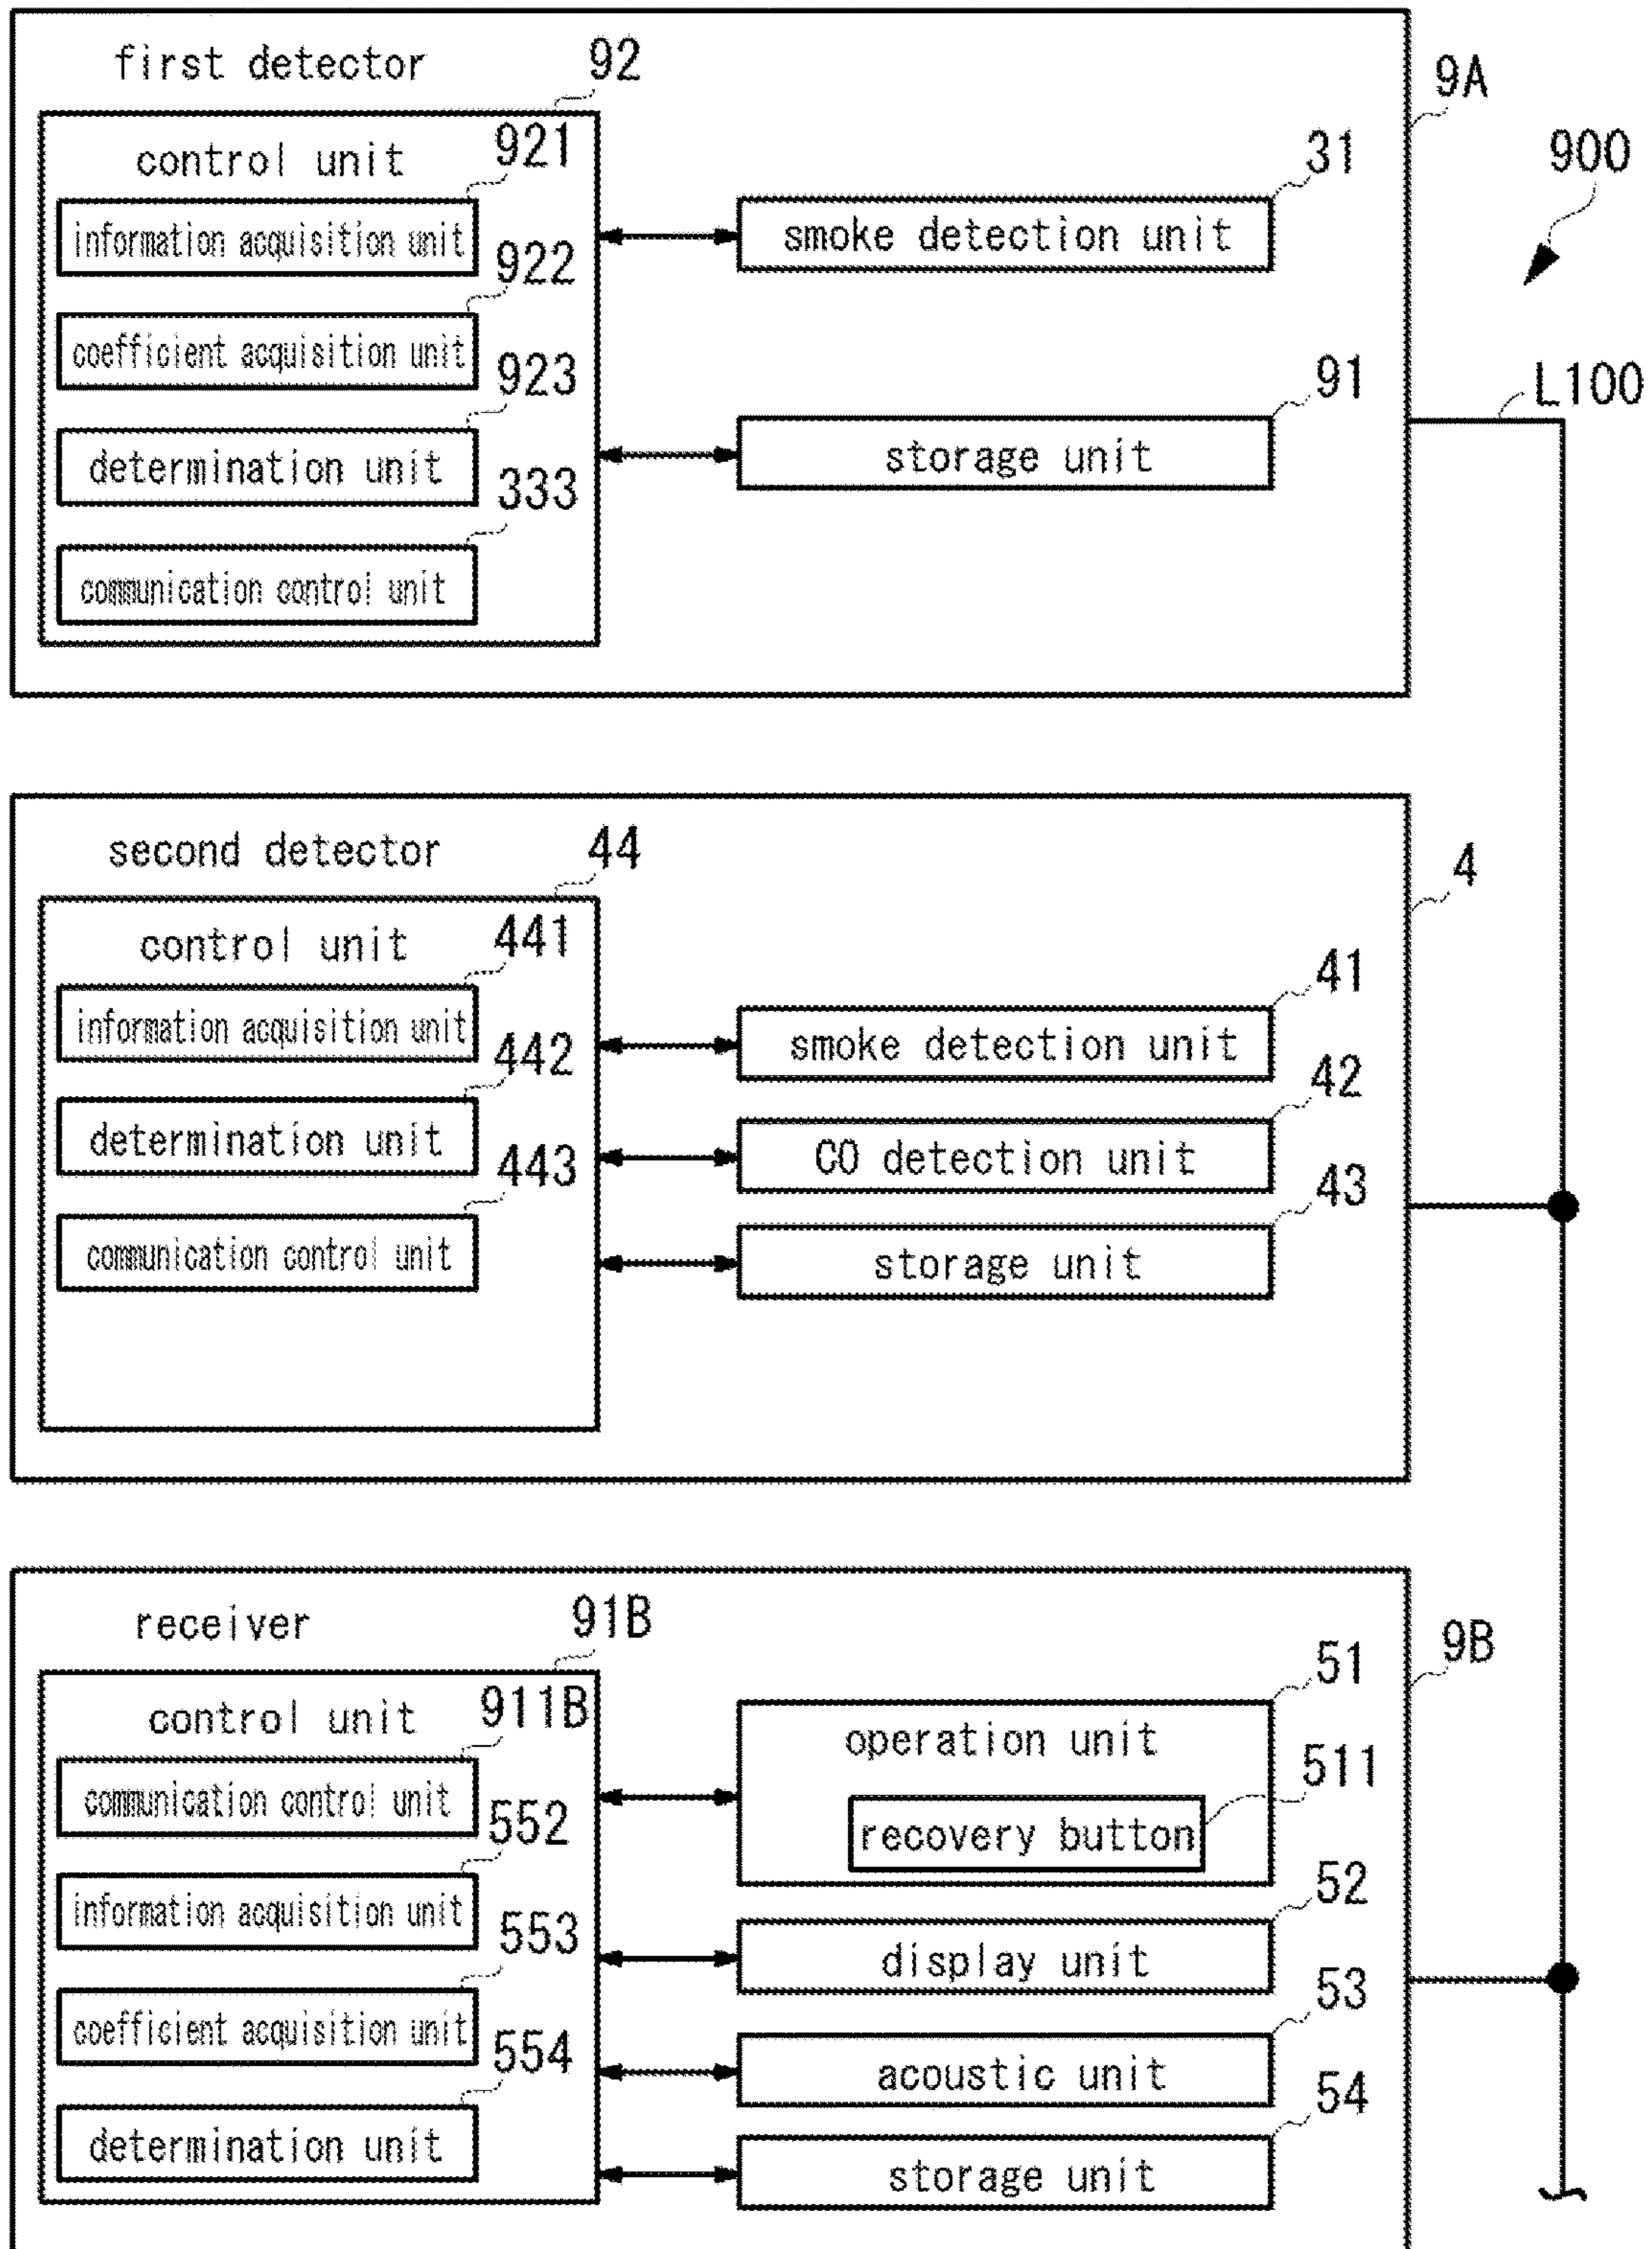 first detector
92
9A
900
control unit
921
31
information acquisition unit
smoke detection unit
922
coefficient acquisition unit
91
L100
923
determination unit
storage unit
333
communication control unit
second detector
44
4
control unit
441
41
information acquisition unit
smoke detection unit
442
42
determination unit
CO detection unit
443
43
communication control unit
storage unit
receiver
91B
9B
51
control unit
911B
operation unit
511
communication control unit
recovery button
552
52
information acquisition unit
553
display unit
53
coefficient acquisition unit
554
acoustic unit
54
determination unit
storage unit